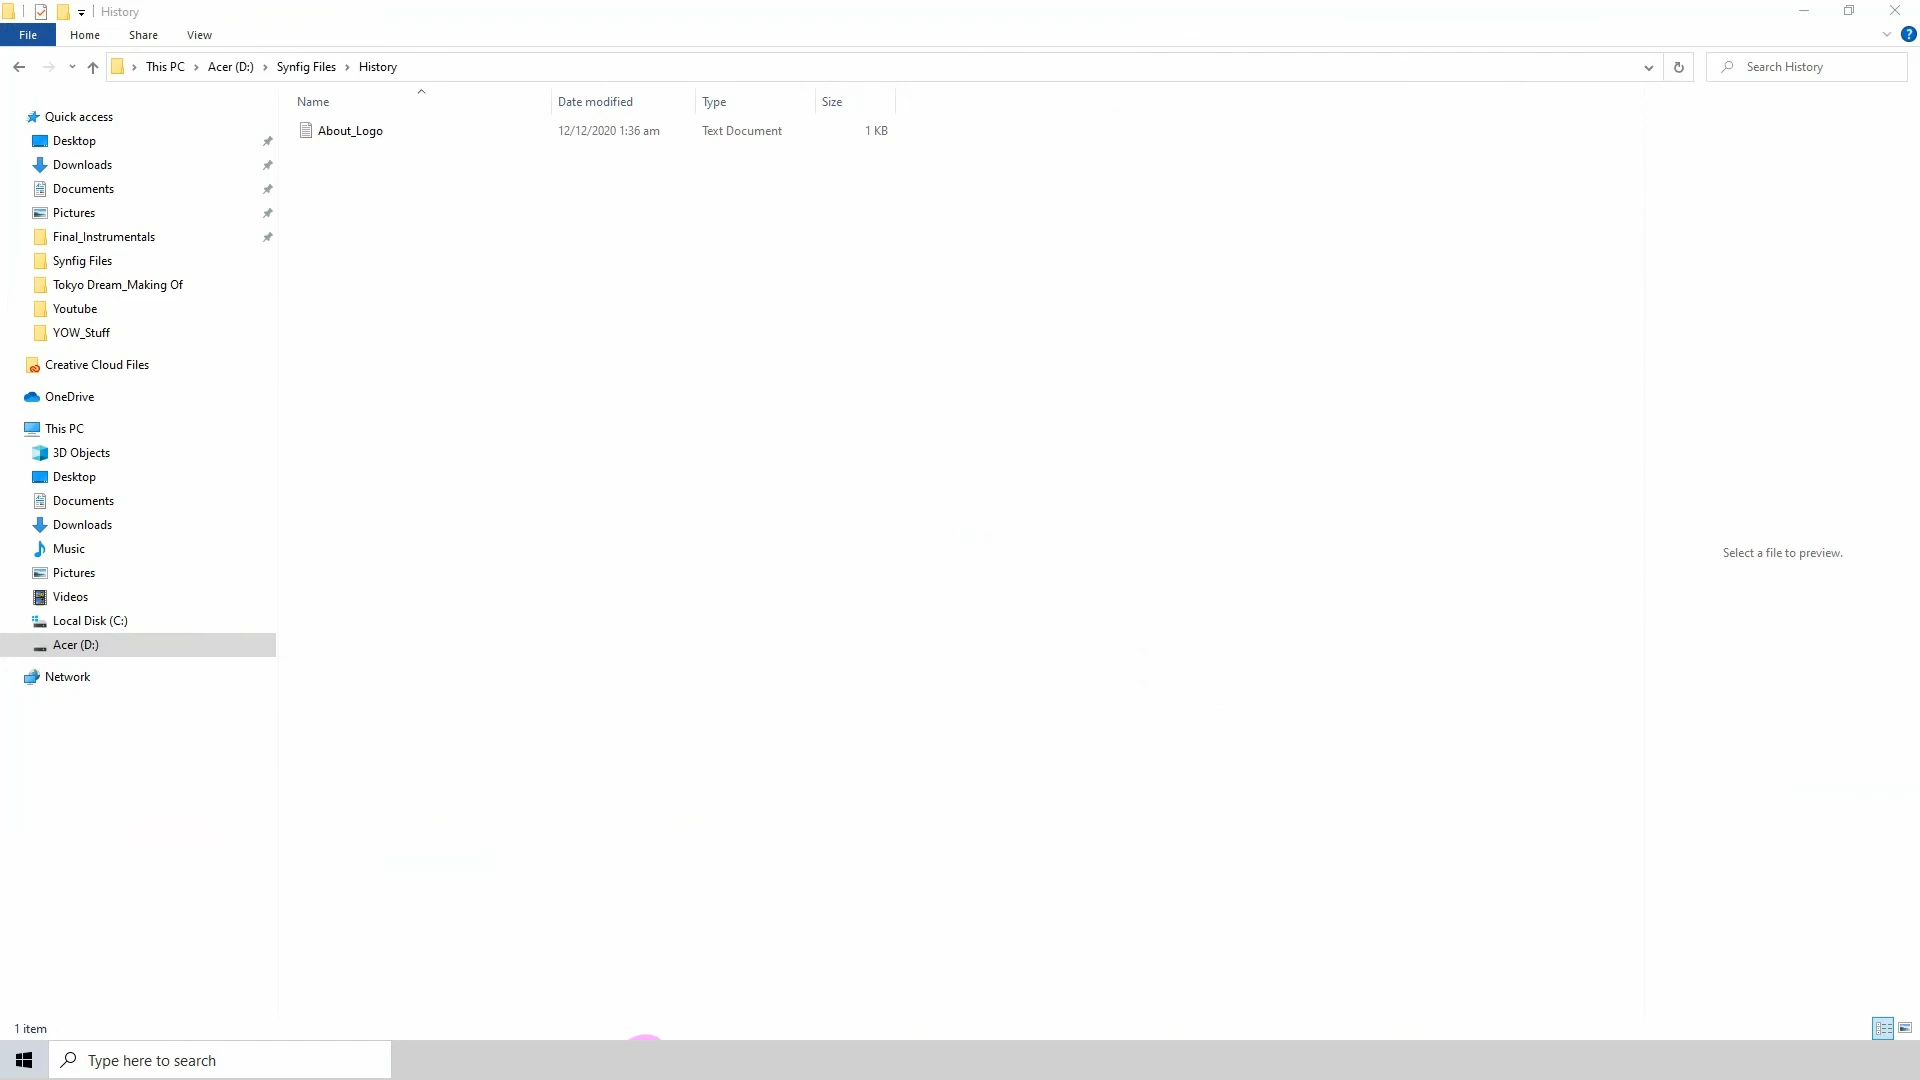 History
File Home Share View
This PC Acer (D:) Synfig Files History
Search History
Name Date modified Type Size
About_Logo 12/12/2020 1:36 am Text Document 1 KB
Quick access
Desktop
Downloads
Documents
Pictures
Final_Instrumentals
Synfig Files
Tokyo Dream_Making Of
Youtube
YOW_Stuff
Creative Cloud Files
OneDrive
This PC
3D Objects
Desktop
Documents
Downloads
Music
Pictures
Videos
Local Disk (C:)
Acer (D:)
Network
Select a file to preview.
1 item
Type here to search